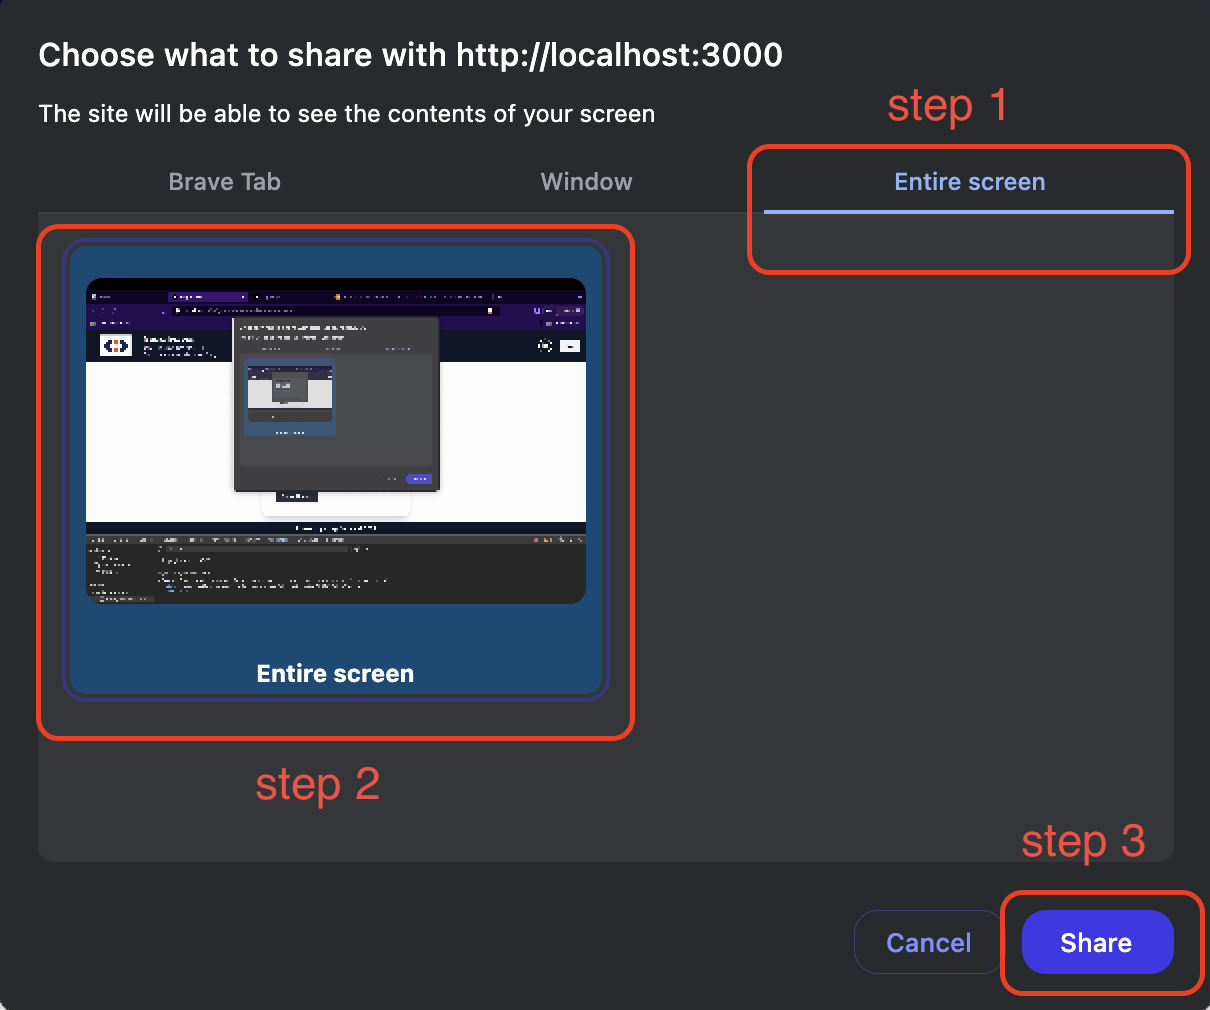 Choose what to share with http://localhost:3000
The site will be able to see the contents of your screen
step 1
Brave Tab
Window
Entire screen
Entire screen
step 2
step 3
Cancel
Share